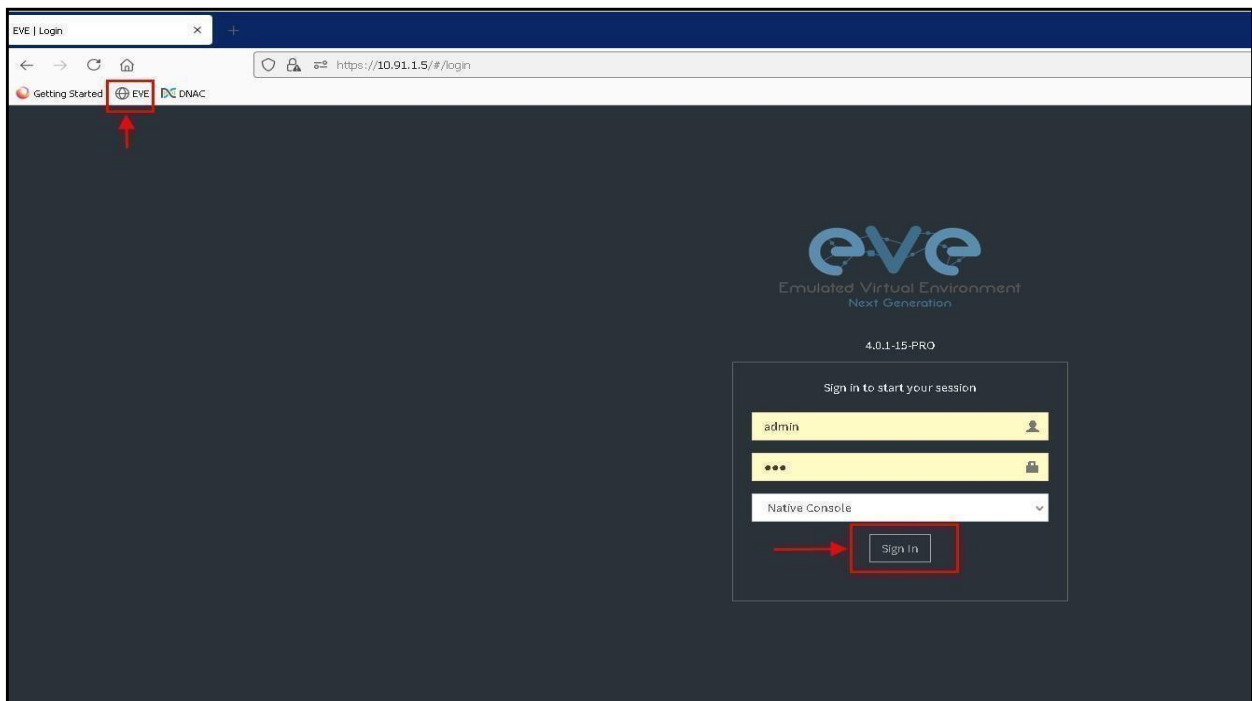 EVE | Login
https://10.91.1.5/#/login
Getting Started EVE DNAC
eve
Emulated Virtual Environment
Next Generation
4.0.1-15-PRO
Sign in to start your session
admin
•••
Native Console
Sign In